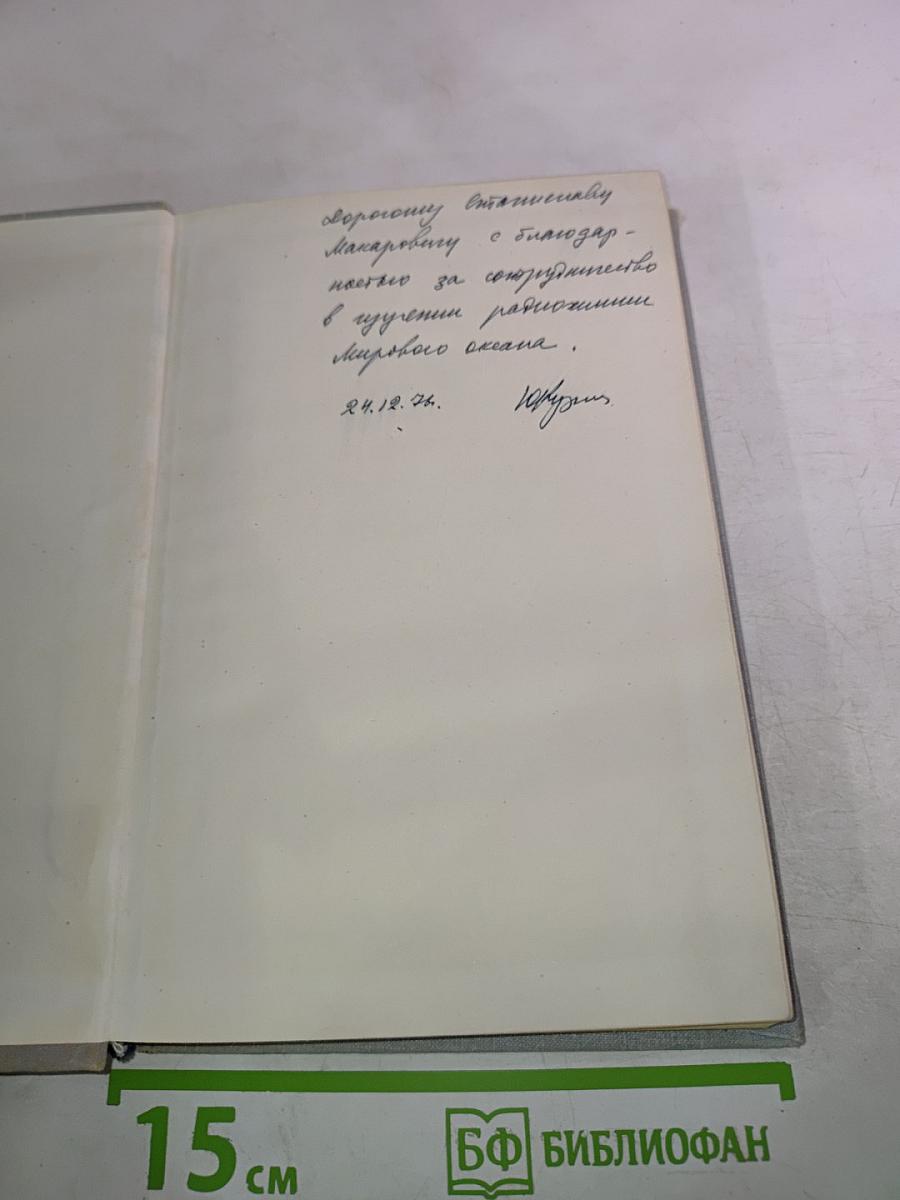 Дорогому Станиславу
Макаровичу с благодар-
ностью за сотрудничество
в изучении радиохимии
Мирового океана.
24.12.76.
15 см
БФ БИБЛИОФАН